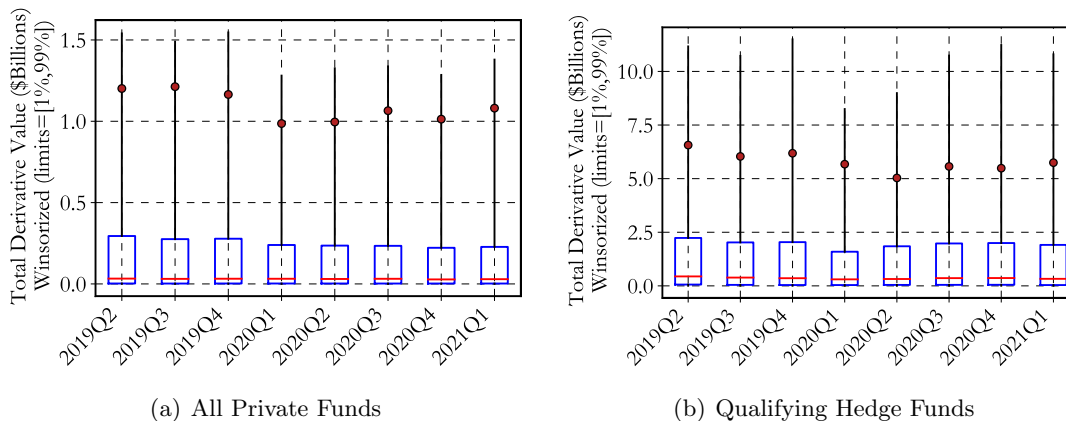 Total Derivative Value ($Billions)
Winsorized (limits=[1%,99%])
1.5
1.0
0.5
0.0
2019Q2
2019Q3
2019Q4
2020Q1
2020Q2
2020Q3
2020Q4
2021Q1
(a) All Private Funds
Total Derivative Value ($Billions)
Winsorized (limits=[1%,99%])
10.0
7.5
5.0
2.5
0.0
2019Q2
2019Q3
2019Q4
2020Q1
2020Q2
2020Q3
2020Q4
2021Q1
(b) Qualifying Hedge Funds